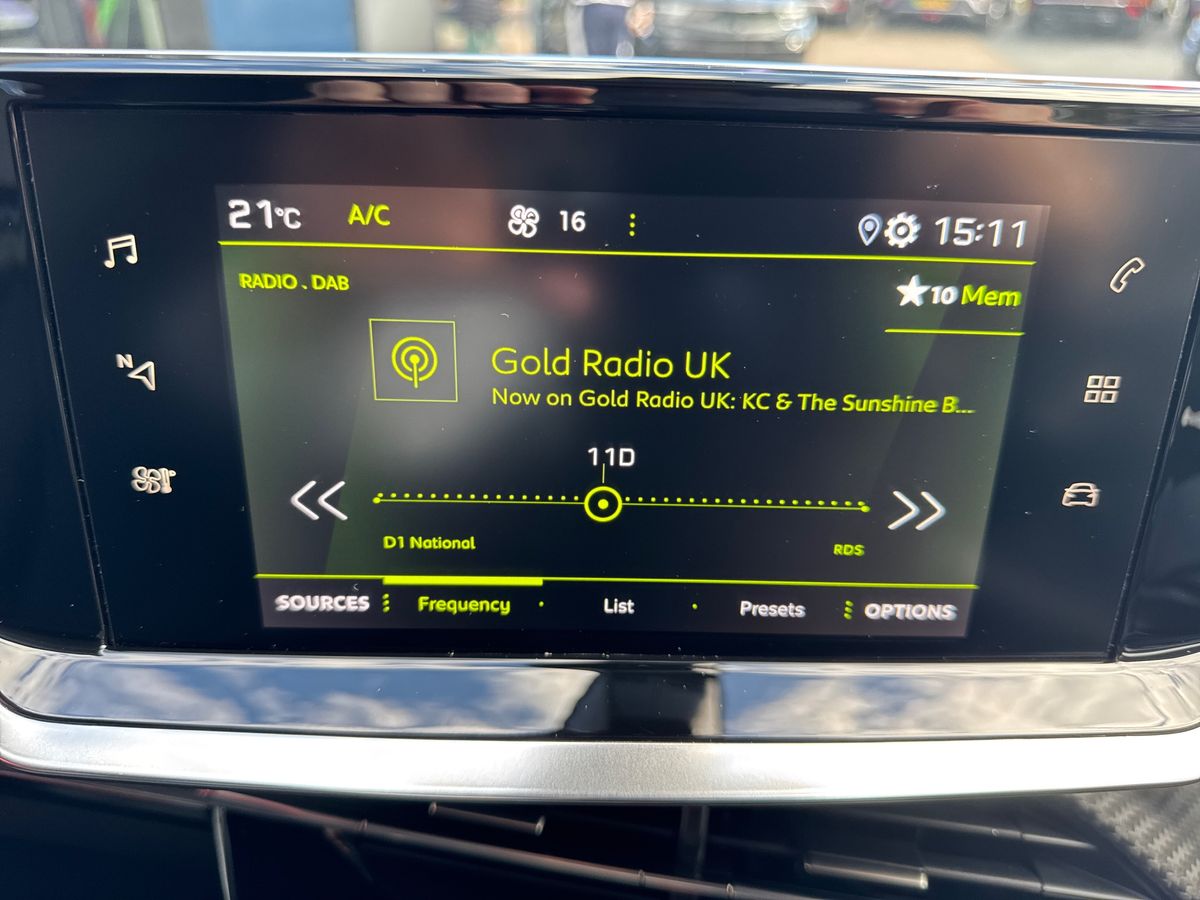 21°C A/C 16 15:11
RADIO . DAB
10 Mem
Gold Radio UK
Now on Gold Radio UK: KC & The Sunshine B...
N
11D
D1 National
RDS
SOURCES Frequency List Presets OPTIONS